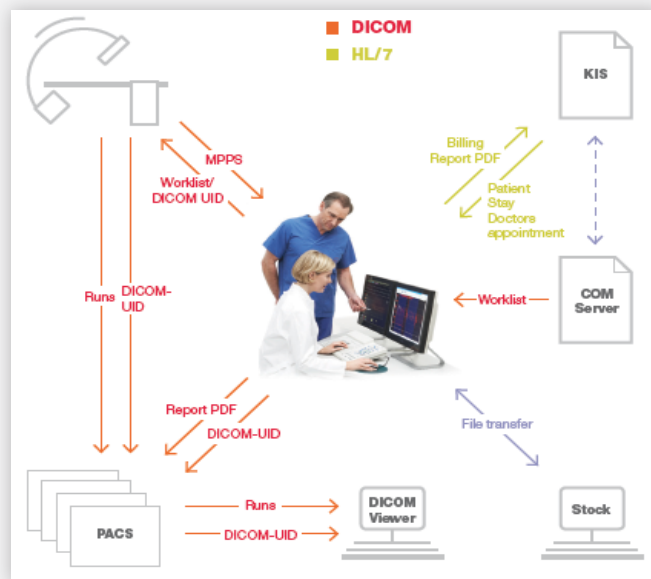 DICOM
HL/7
KIS
MPPS
Worklist/
DICOM UID
Billing
Report PDF
Patient
Stay
Doctors
appointment
Runs
DICOM-
UID
Worklist
COM
Server
Report PDF
DICOM-UID
File transfer
PACS
Runs
DICOM-UID
DICOM
Viewer
Stock